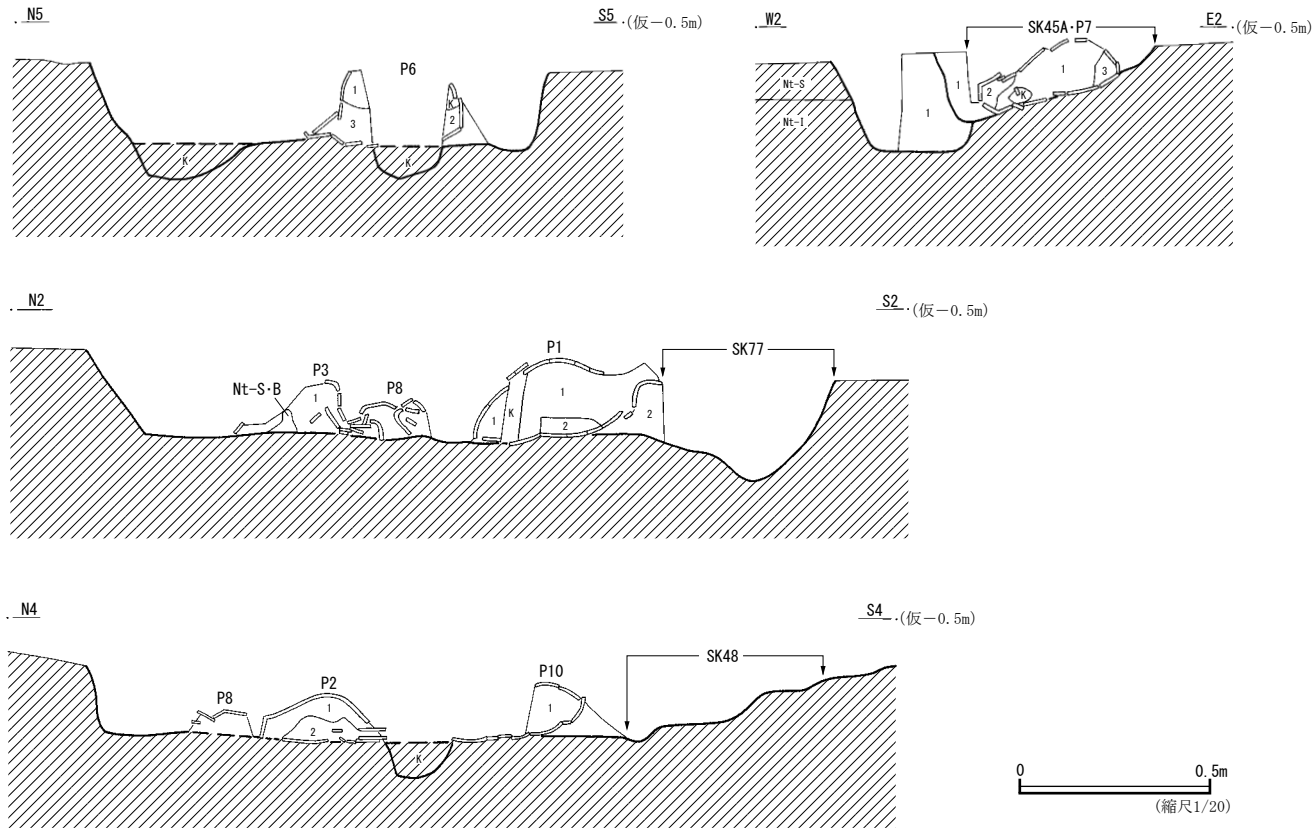 N5
S5 (仮−0.5m)
P6
1
3
K
2
K
K
W2
E2 (仮−0.5m)
SK45A・P7
Nt-S
Nt-I
1
1
2
K
1
3
N2
S2 (仮−0.5m)
SK77
P1
P3
P8
Nt-S・B
1
1
K
1
2
2
N4
S4 (仮−0.5m)
SK48
P8
P2
P10
1
2
K
1
0 0.5m
(縮尺1/20)